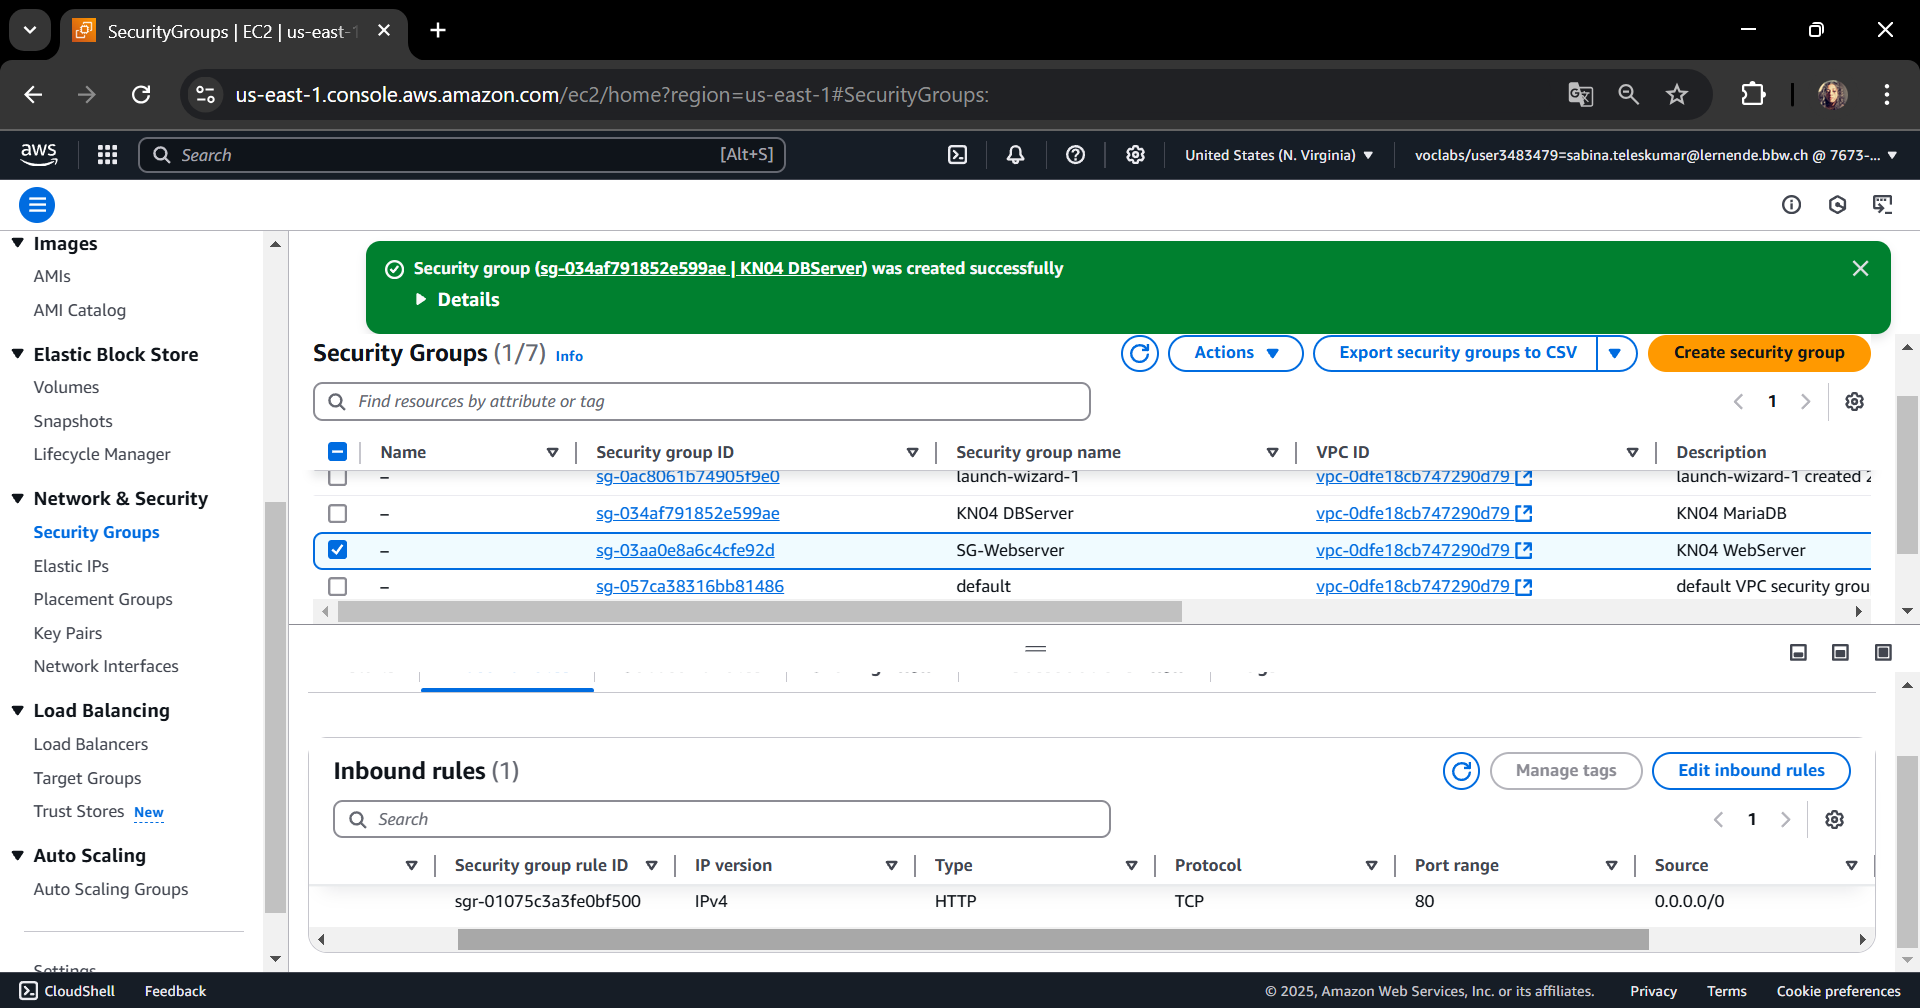 SecurityGroups | EC2 | us-east-1
us-east-1.console.aws.amazon.com/ec2/home?region=us-east-1#SecurityGroups:
aws
Search [Alt+S]
United States (N. Virginia)
voclabs/user3483479=sabina.teleskumar@lernende.bbw.ch @ 7673-...
Images
AMIs
AMI Catalog
Elastic Block Store
Volumes
Snapshots
Lifecycle Manager
Network & Security
Security Groups
Elastic IPs
Placement Groups
Key Pairs
Network Interfaces
Load Balancing
Load Balancers
Target Groups
Trust Stores New
Auto Scaling
Auto Scaling Groups
Settings
Security group (sg-034af791852e599ae | KN04 DBServer) was created successfully
Details
Security Groups (1/7) Info
Actions
Export security groups to CSV
Create security group
Find resources by attribute or tag
1
Name Security group ID Security group name VPC ID Description
– sg-0ac8061b74905f9e0 launch-wizard-1 vpc-0dfe18cb747290d79 launch-wizard-1 created 2
– sg-034af791852e599ae KN04 DBServer vpc-0dfe18cb747290d79 KN04 MariaDB
– sg-03aa0e8a6c4cfe92d SG-Webserver vpc-0dfe18cb747290d79 KN04 WebServer
– sg-057ca38316bb81486 default vpc-0dfe18cb747290d79 default VPC security grou
Inbound rules (1)
Manage tags
Edit inbound rules
Search
1
Security group rule ID IP version Type Protocol Port range Source
sgr-01075c3a3fe0bf500 IPv4 HTTP TCP 80 0.0.0.0/0
CloudShell Feedback
© 2025, Amazon Web Services, Inc. or its affiliates. Privacy Terms Cookie preferences